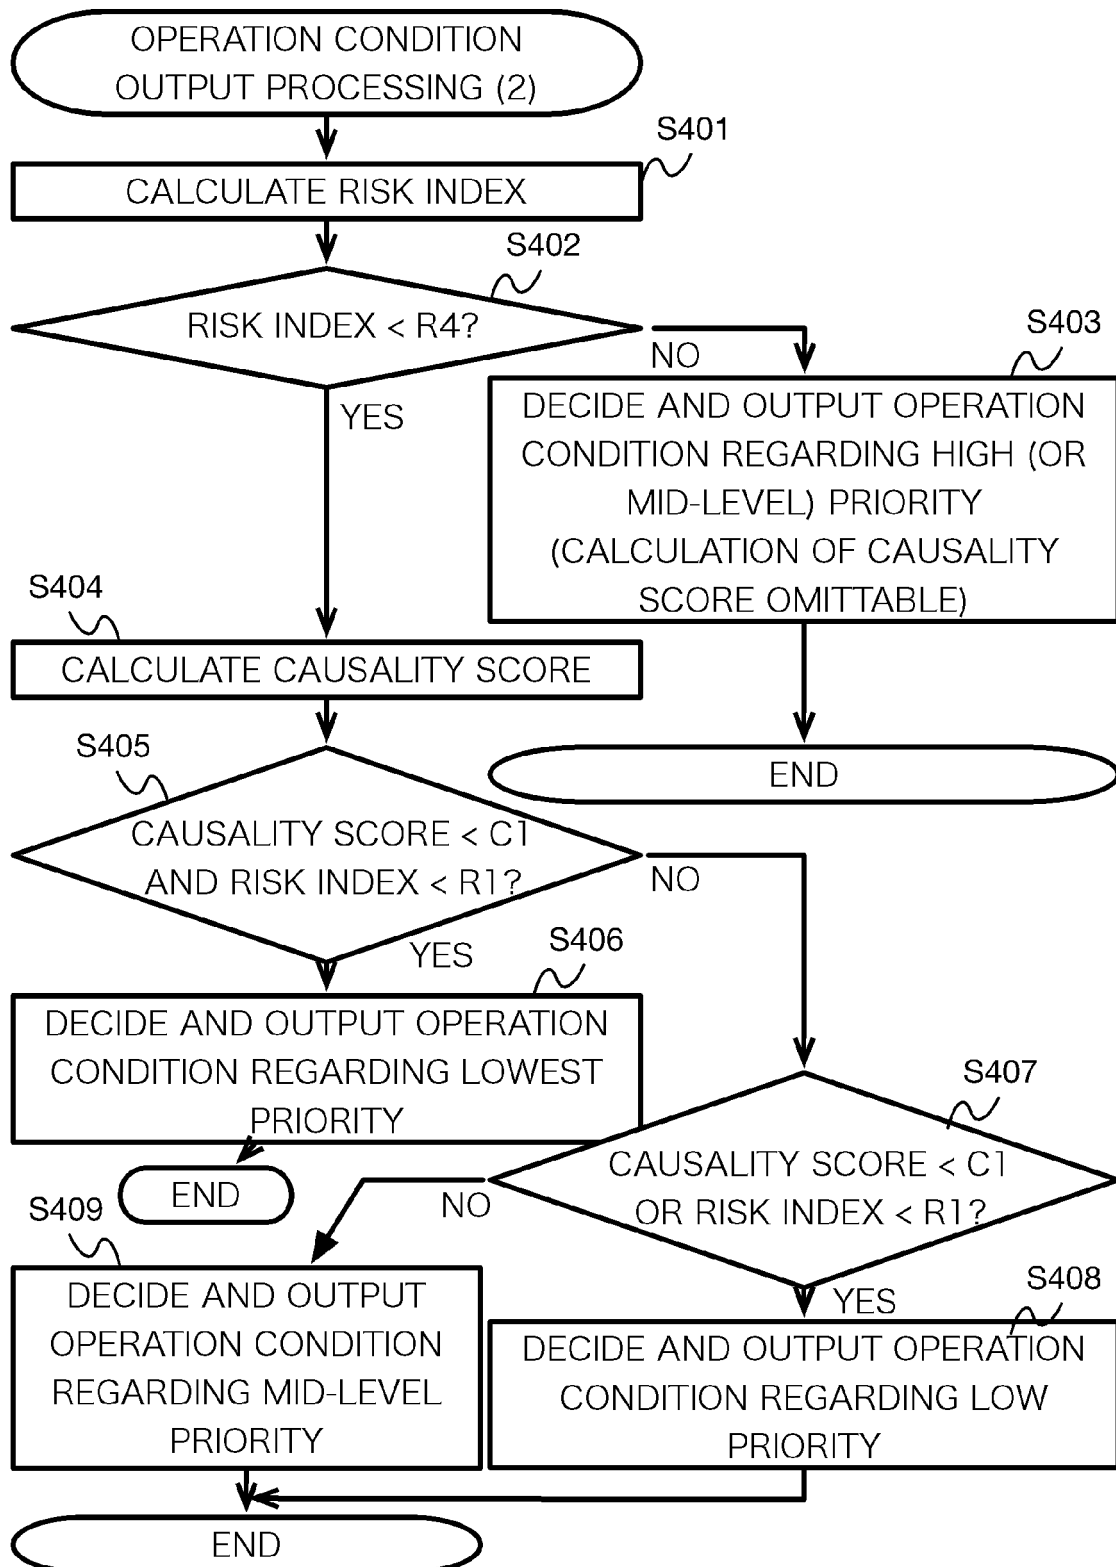 OPERATION CONDITION
OUTPUT PROCESSING (2)
S401
CALCULATE RISK INDEX
S402
RISK INDEX < R4?
NO
YES
S403
DECIDE AND OUTPUT OPERATION
CONDITION REGARDING HIGH (OR
MID-LEVEL) PRIORITY
(CALCULATION OF CAUSALITY
SCORE OMITTABLE)
END
S404
CALCULATE CAUSALITY SCORE
S405
CAUSALITY SCORE < C1
AND RISK INDEX < R1?
NO
YES
S406
DECIDE AND OUTPUT OPERATION
CONDITION REGARDING LOWEST
PRIORITY
END
S407
CAUSALITY SCORE < C1
OR RISK INDEX < R1?
NO
YES
S409
DECIDE AND OUTPUT
OPERATION CONDITION
REGARDING MID-LEVEL
PRIORITY
S408
DECIDE AND OUTPUT OPERATION
CONDITION REGARDING LOW
PRIORITY
END